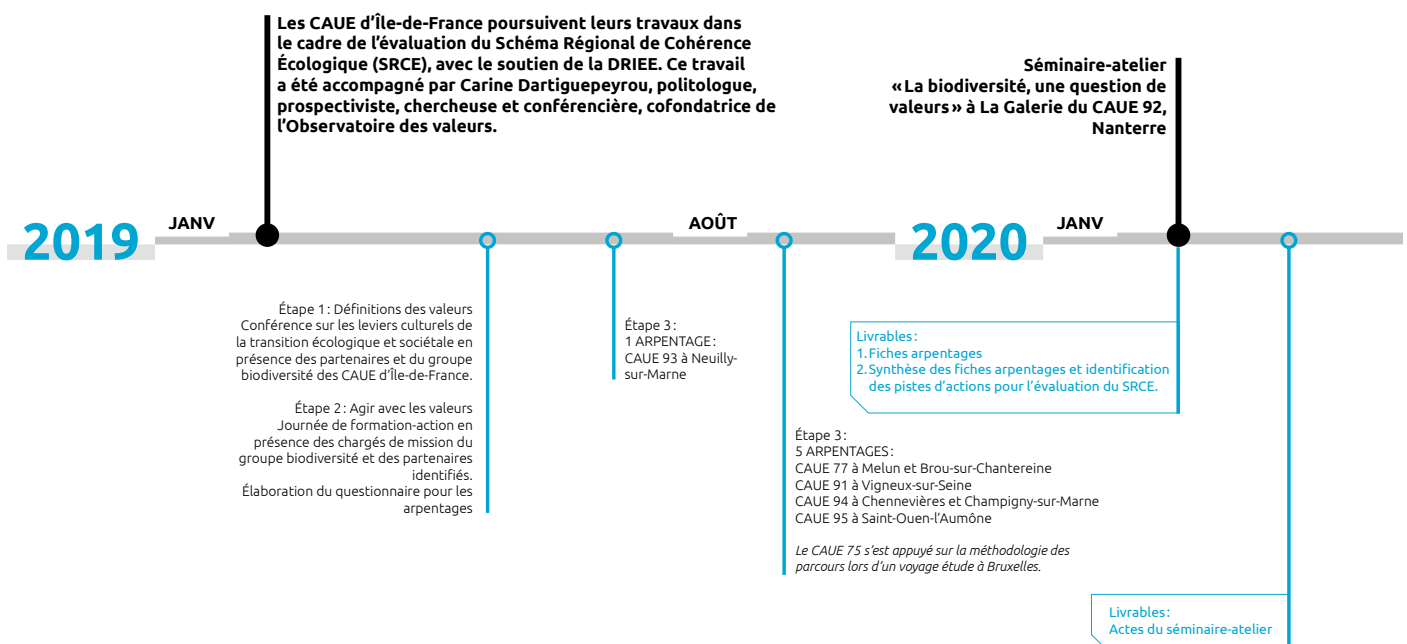 Les CAUE d’Île-de-France poursuivent leurs travaux dans
le cadre de l’évaluation du Schéma Régional de Cohérence
Écologique (SRCE), avec le soutien de la DRIEE. Ce travail
a été accompagné par Carine Dartiguepeyrou, politologue,
prospectiviste, chercheuse et conférencière, cofondatrice de
l’Observatoire des valeurs.
Séminaire-atelier
« La biodiversité, une question de
valeurs » à La Galerie du CAUE 92,
Nanterre
2019
JANV
AOÛT
2020
JANV
Étape 1 : Définitions des valeurs
Conférence sur les leviers culturels de
la transition écologique et sociétale en
présence des partenaires et du groupe
biodiversité des CAUE d’Île-de-France.
Étape 2 : Agir avec les valeurs
Journée de formation-action en
présence des chargés de mission du
groupe biodiversité et des partenaires
identifiés.
Élaboration du questionnaire pour les
arpentages
Étape 3 :
1 ARPENTAGE :
CAUE 93 à Neuilly-
sur-Marne
Étape 3 :
5 ARPENTAGES :
CAUE 77 à Melun et Brou-sur-Chantereine
CAUE 91 à Vigneux-sur-Seine
CAUE 94 à Chennevières et Champigny-sur-Marne
CAUE 95 à Saint-Ouen-l’Aumône
Le CAUE 75 s’est appuyé sur la méthodologie des
parcours lors d’un voyage étude à Bruxelles.
Livrables :
1. Fiches arpentages
2. Synthèse des fiches arpentages et identification
des pistes d’actions pour l’évaluation du SRCE.
Livrables :
Actes du séminaire-atelier